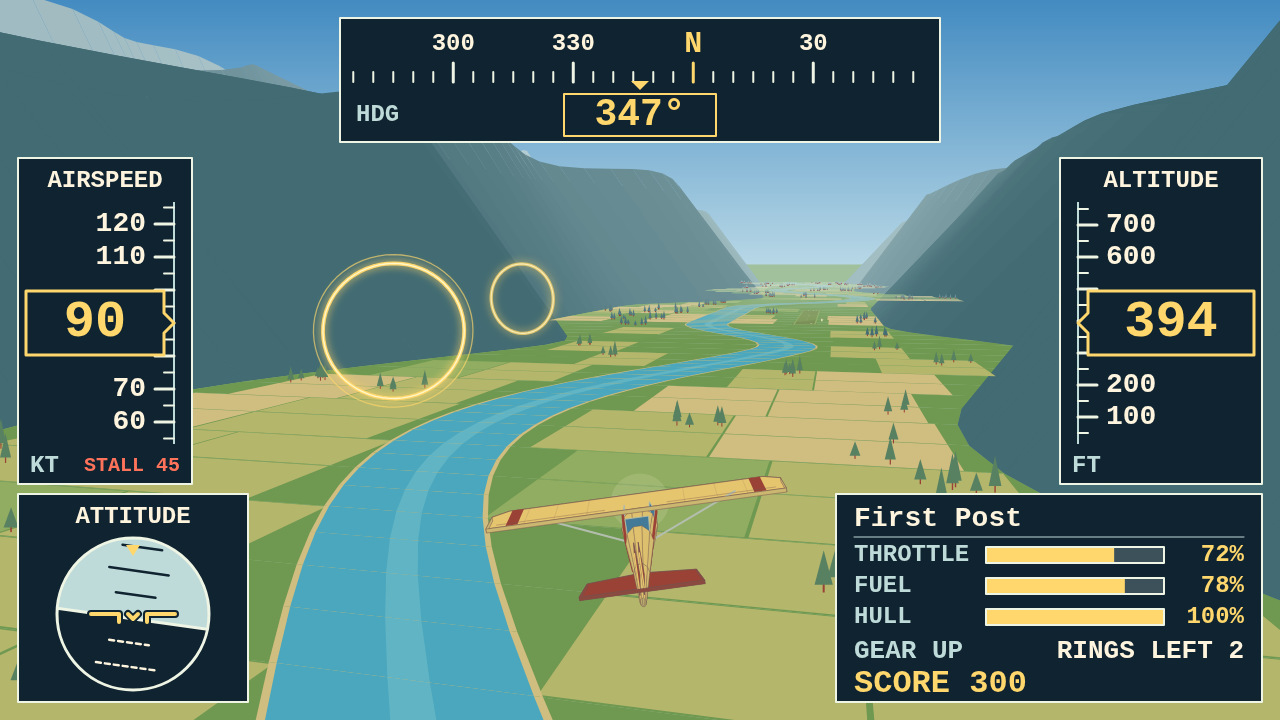 300 330 N 30
HDG 347°
AIRSPEED
120
110
90
70
60
KT STALL 45
ALTITUDE
700
600
394
200
100
FT
ATTITUDE
First Post
THROTTLE 72%
FUEL 78%
HULL 100%
GEAR UP RINGS LEFT 2
SCORE 300